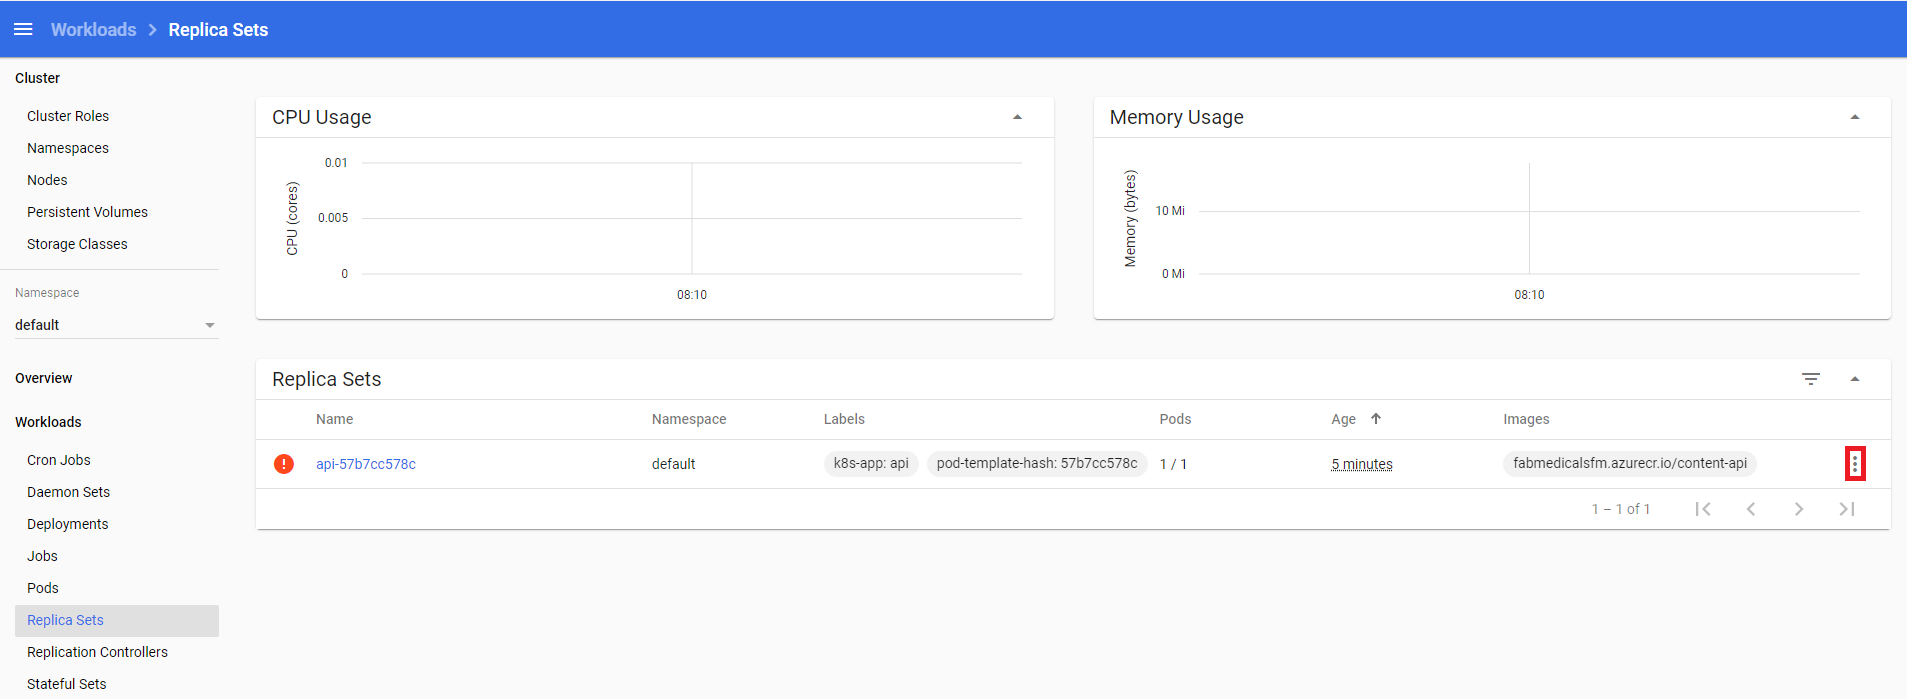 Workloads > Replica Sets
Cluster
Cluster Roles
Namespaces
Nodes
Persistent Volumes
Storage Classes
Namespace
default
Overview
Workloads
Cron Jobs
Daemon Sets
Deployments
Jobs
Pods
Replica Sets
Replication Controllers
Stateful Sets
CPU Usage
CPU (cores)
0.01
0.005
0
08:10
Memory Usage
Memory (bytes)
10 Mi
0 Mi
08:10
Replica Sets
Name Namespace Labels Pods Age Images
! api-57b7cc578c default k8s-app: api pod-template-hash: 57b7cc578c 1 / 1 5 minutes fabmedicalsfm.azurecr.io/content-api
1 – 1 of 1